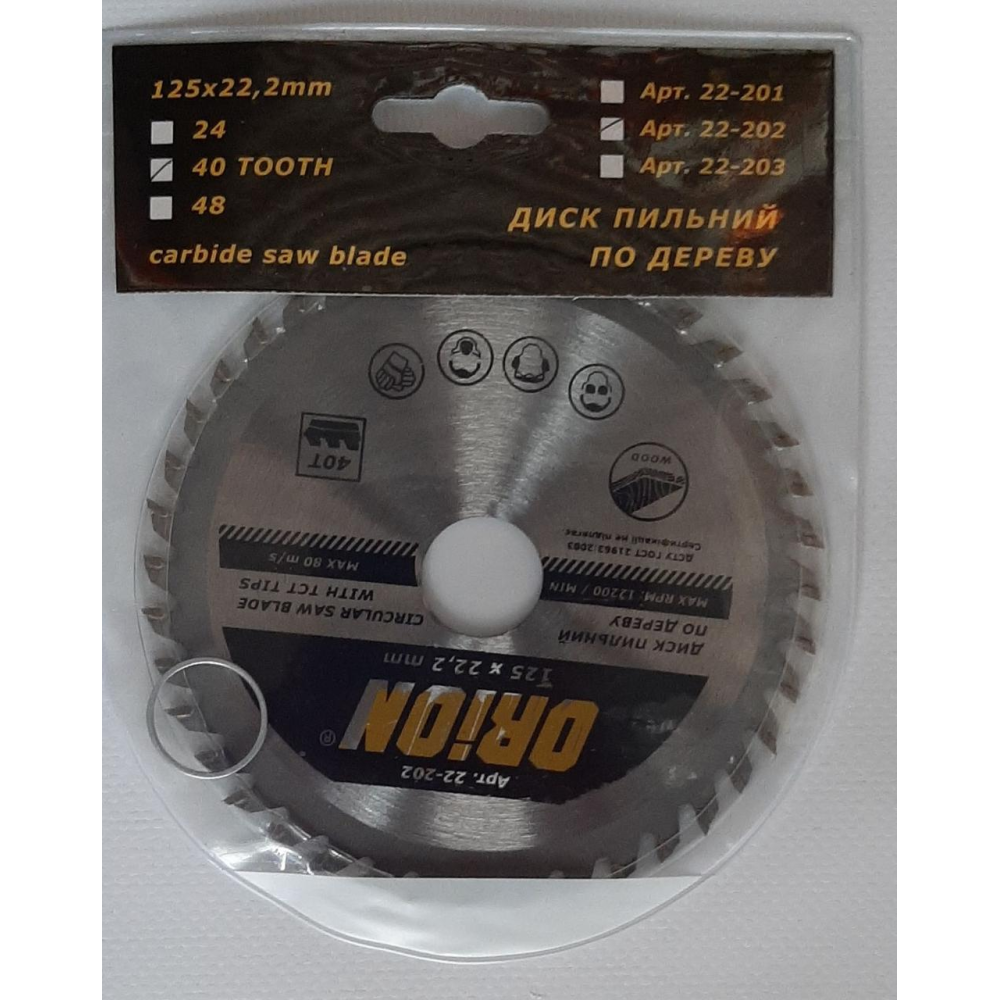 125x22,2mm
24
40 TOOTH
48
carbide saw blade
Арт. 22-201
Арт. 22-202
Арт. 22-203
ДИСК ПИЛЬНИЙ
ПО ДЕРЕВУ
Арт. 22-202
ORiON®
125 x 22,2 mm
ДИСК ПИЛЬНИЙ
ПО ДЕРЕВУ
CIRCULAR SAW BLADE
WITH TCT TIPS
MAX RPM: 12200 / MIN
MAX 80 m/s
ДСТУ ГОСТ 21963:2003
Сертифікації не підлягає
WOOD
40T